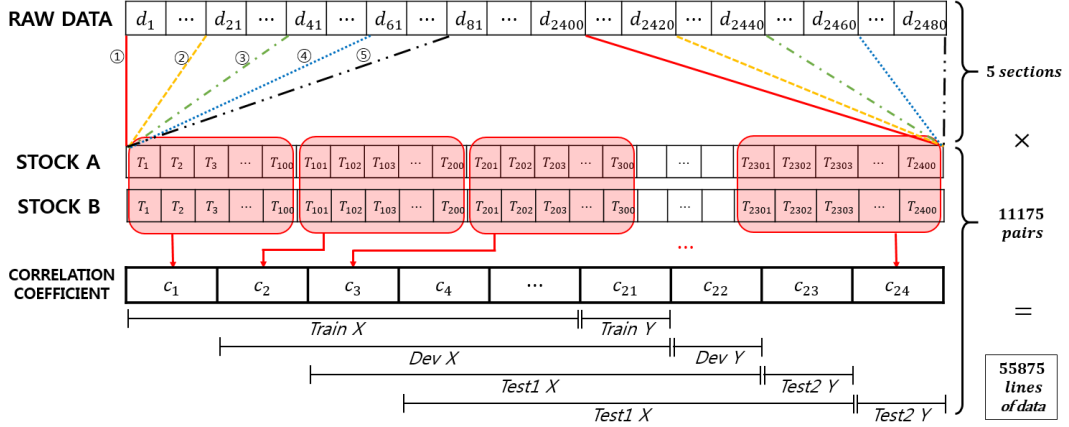 RAW DATA d1 ⋯ d21 ⋯ d41 ⋯ d61 ⋯ d81 ⋯ d2400 ⋯ d2420 ⋯ d2440 ⋯ d2460 ⋯ d2480
① ② ③ ④ ⑤
5 sections
×
STOCK A T1 T2 T3 ⋯ T100 T101 T102 T103 ⋯ T200 T201 T202 T203 ⋯ T300 ⋯ T2301 T2302 T2303 ⋯ T2400
STOCK B T1 T2 T3 ⋯ T100 T101 T102 T103 ⋯ T200 T201 T202 T203 ⋯ T300 ⋯ T2301 T2302 T2303 ⋯ T2400
11175
pairs
⋯
CORRELATION
COEFFICIENT
c1 c2 c3 c4 ⋯ c21 c22 c23 c24
=
Train X Train Y
Dev X Dev Y
Test1 X Test2 Y
Test1 X Test2 Y
55875
lines
of data